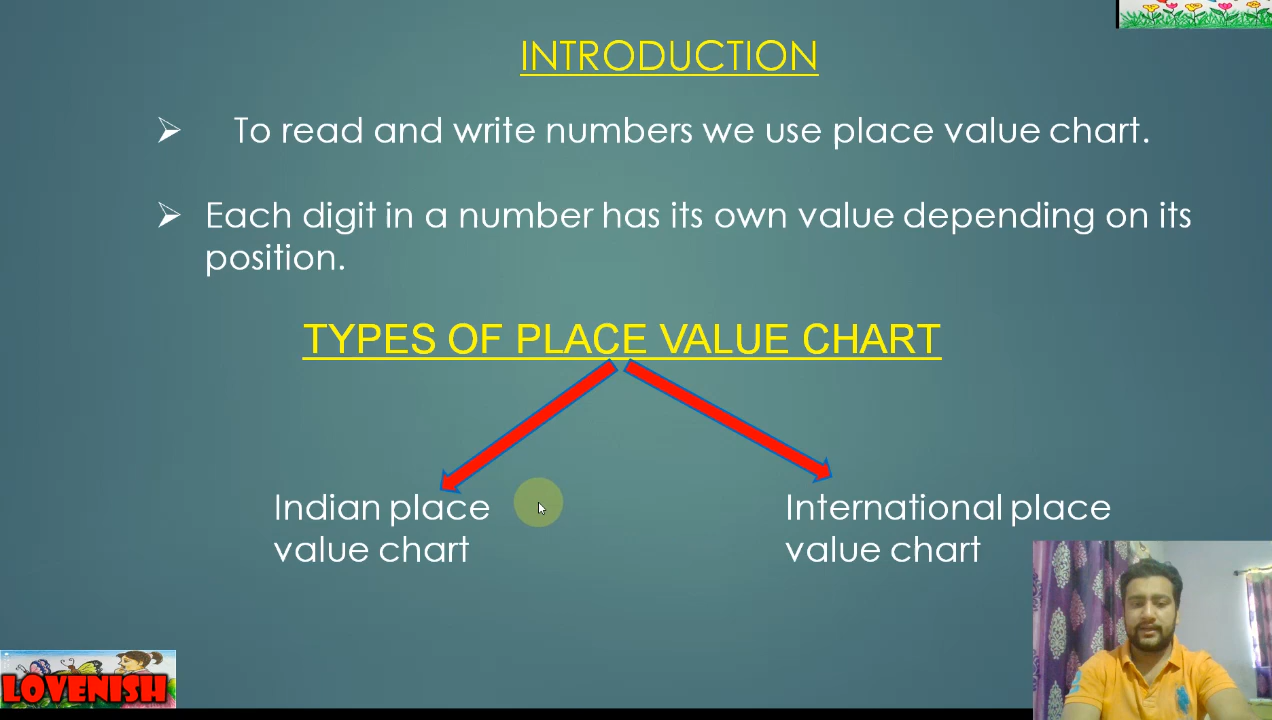 INTRODUCTION
To read and write numbers we use place value chart.
Each digit in a number has its own value depending on its
position.
TYPES OF PLACE VALUE CHART
Indian place
value chart
International place
value chart
LOVENISH